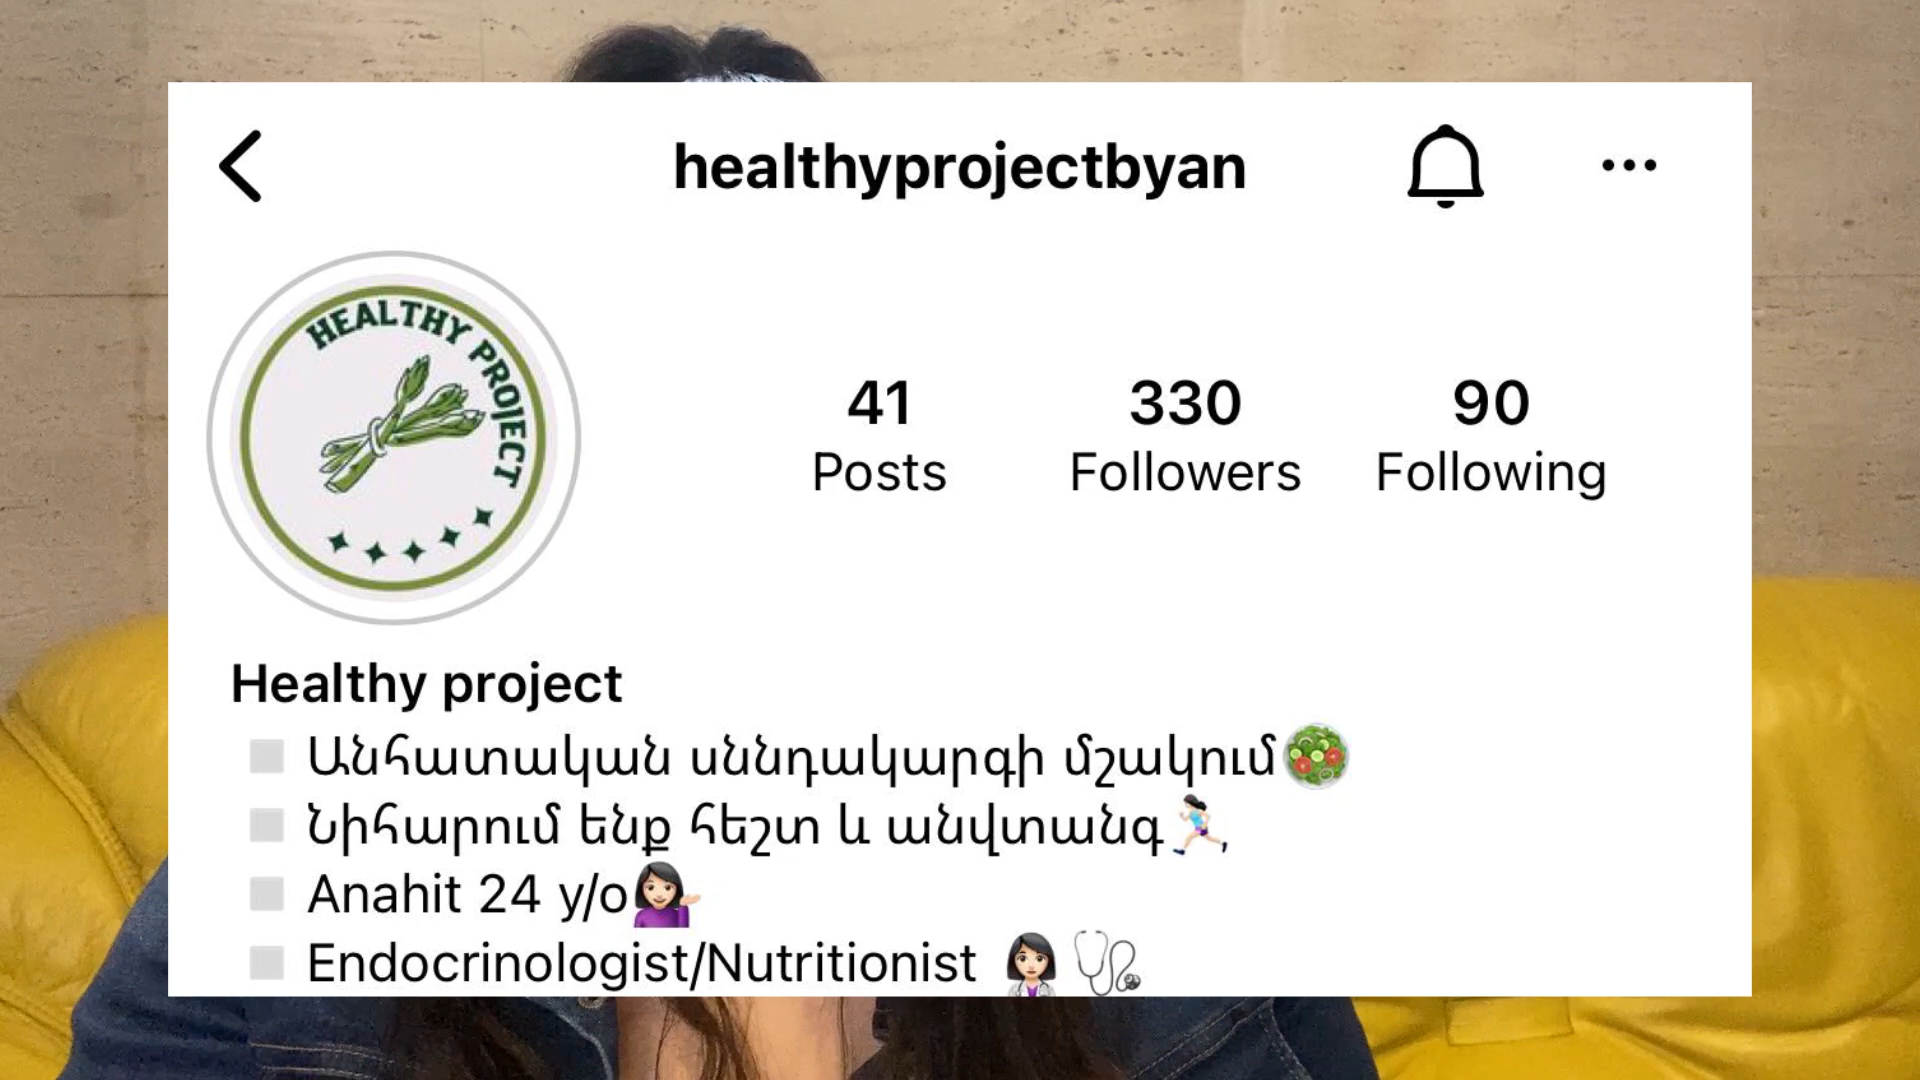 healthyprojectbyan
HEALTHY PROJECT
41 330 90
Posts Followers Following
Healthy project
Անհատական սննդակարգի մշակում🥗
Նիհարում ենք հեշտ և անվտանգ🏃🏻‍♀️
Anahit 24 y/o💁🏻‍♀️
Endocrinologist/Nutritionist 👩🏻‍⚕️🩺